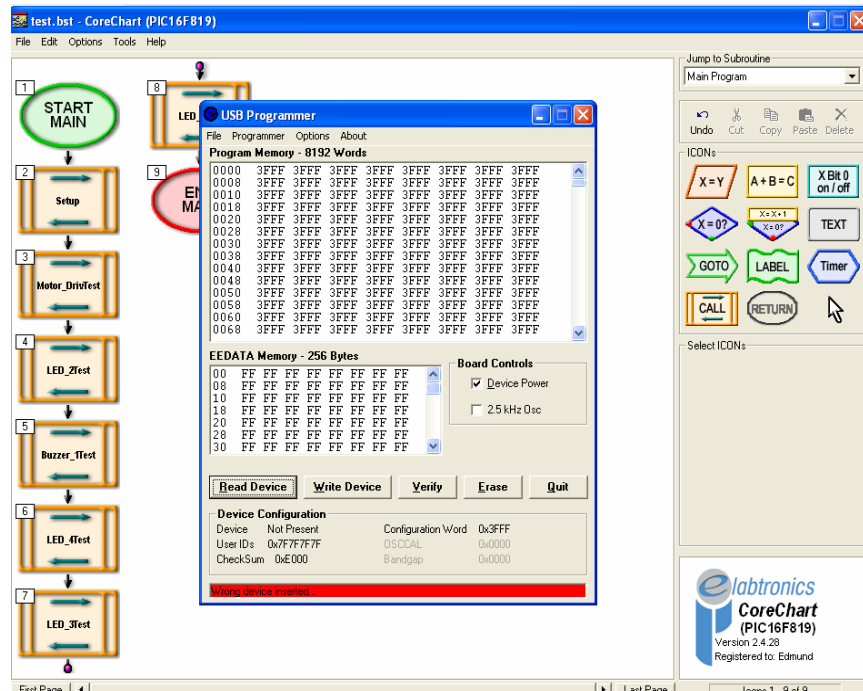 test.bst - CoreChart (PIC16F819)
File Edit Options Tools Help
1
START
MAIN
2
Setup
3
Motor_DrivTest
4
LED_2Test
5
Buzzer_1Test
6
LED_4Test
7
LED_3Test
8
LED_
9
USB Programmer
File Programmer Options About
Program Memory - 8192 Words
0000 3FFF 3FFF 3FFF 3FFF 3FFF 3FFF 3FFF 3FFF
0008 3FFF 3FFF 3FFF 3FFF 3FFF 3FFF 3FFF 3FFF
0010 3FFF 3FFF 3FFF 3FFF 3FFF 3FFF 3FFF 3FFF
0018 3FFF 3FFF 3FFF 3FFF 3FFF 3FFF 3FFF 3FFF
0020 3FFF 3FFF 3FFF 3FFF 3FFF 3FFF 3FFF 3FFF
0028 3FFF 3FFF 3FFF 3FFF 3FFF 3FFF 3FFF 3FFF
0030 3FFF 3FFF 3FFF 3FFF 3FFF 3FFF 3FFF 3FFF
0038 3FFF 3FFF 3FFF 3FFF 3FFF 3FFF 3FFF 3FFF
0040 3FFF 3FFF 3FFF 3FFF 3FFF 3FFF 3FFF 3FFF
0048 3FFF 3FFF 3FFF 3FFF 3FFF 3FFF 3FFF 3FFF
0050 3FFF 3FFF 3FFF 3FFF 3FFF 3FFF 3FFF 3FFF
0058 3FFF 3FFF 3FFF 3FFF 3FFF 3FFF 3FFF 3FFF
0060 3FFF 3FFF 3FFF 3FFF 3FFF 3FFF 3FFF 3FFF
0068 3FFF 3FFF 3FFF 3FFF 3FFF 3FFF 3FFF 3FFF
EEDATA Memory - 256 Bytes
00 FF FF FF FF FF FF FF FF
08 FF FF FF FF FF FF FF FF
10 FF FF FF FF FF FF FF FF
18 FF FF FF FF FF FF FF FF
20 FF FF FF FF FF FF FF FF
28 FF FF FF FF FF FF FF FF
30 FF FF FF FF FF FF FF FF
Board Controls
Device Power
2.5 kHz Osc
Read Device Write Device Verify Erase Quit
Device Configuration
Device Not Present Configuration Word 0x3FFF
User IDs 0x7F7F7F7F OSCCAL 0x0000
CheckSum 0xE000 Bandgap 0x0000
Wrong device inserted...
Jump to Subroutine
Main Program
Undo Cut Copy Paste Delete
ICONs
X=Y A+B=C X Bit 0
on / off
X=0? X=X+1
X=0? TEXT
GOTO LABEL Timer
CALL RETURN
Select ICONs
elabtronics
CoreChart
(PIC16F819)
Version 2.4.28
Registered to: Edmund
First Page Last Page Icons 1 - 9 of 9